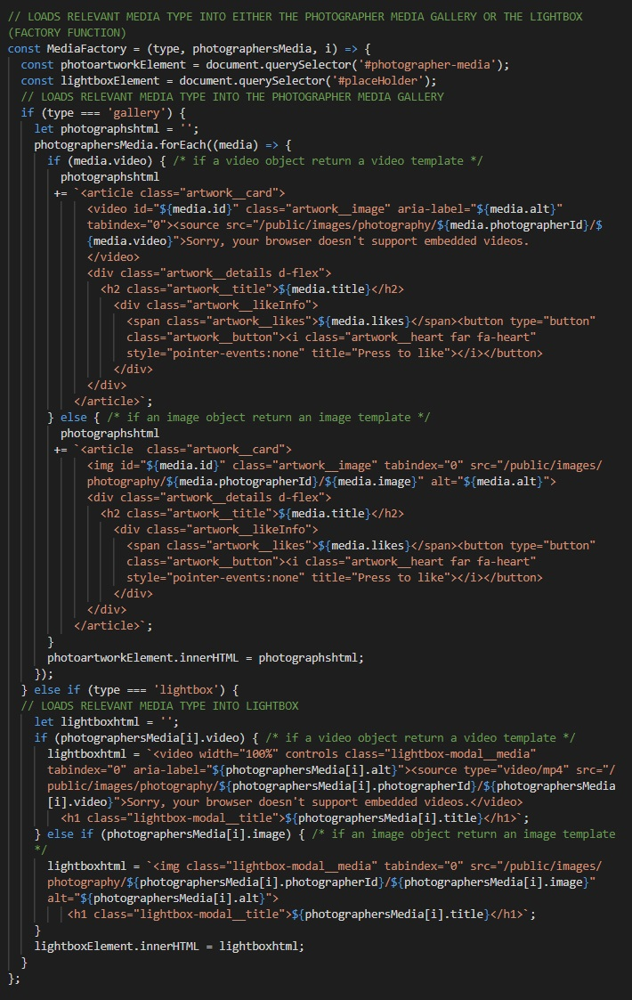 // LOADS RELEVANT MEDIA TYPE INTO EITHER THE PHOTOGRAPHER MEDIA GALLERY OR THE LIGHTBOX
(FACTORY FUNCTION)
const MediaFactory = (type, photographersMedia, i) => {
const photoartworkElement = document.querySelector('#photographer-media');
const lightboxElement = document.querySelector('#placeHolder');
// LOADS RELEVANT MEDIA TYPE INTO THE PHOTOGRAPHER MEDIA GALLERY
if (type === 'gallery') {
let photographshtml = '';
photographersMedia.forEach((media) => {
if (media.video) { /* if a video object return a video template */
photographshtml
+= `<article class="artwork__card">
<video id="${media.id}" class="artwork__image" aria-label="${media.alt}"
tabindex="0"><source src="/public/images/photography/${media.photographerId}/$
{media.video}">Sorry, your browser doesn't support embedded videos.
</video>
<div class="artwork__details d-flex">
<h2 class="artwork__title">${media.title}</h2>
<div class="artwork__likeInfo">
<span class="artwork__likes">${media.likes}</span><button type="button"
class="artwork__button"><i class="artwork__heart far fa-heart"
style="pointer-events:none" title="Press to like"></i></button>
</div>
</div>
</article>`;
} else { /* if an image object return an image template */
photographshtml
+= `<article  class="artwork__card">
<img id="${media.id}" class="artwork__image" tabindex="0" src="/public/images/
photography/${media.photographerId}/${media.image}" alt="${media.alt}">
<div class="artwork__details d-flex">
<h2 class="artwork__title">${media.title}</h2>
<div class="artwork__likeInfo">
<span class="artwork__likes">${media.likes}</span><button type="button"
class="artwork__button"><i class="artwork__heart far fa-heart"
style="pointer-events:none" title="Press to like"></i></button>
</div>
</div>
</article>`;
}
photoartworkElement.innerHTML = photographshtml;
});
} else if (type === 'lightbox') {
// LOADS RELEVANT MEDIA TYPE INTO LIGHTBOX
let lightboxhtml = '';
if (photographersMedia[i].video) { /* if a video object return a video template */
lightboxhtml = `<video width="100%" controls class="lightbox-modal__media"
tabindex="0" aria-label="${photographersMedia[i].alt}"><source type="video/mp4" src="/
public/images/photography/${photographersMedia[i].photographerId}/${photographersMedia
[i].video}">Sorry, your browser doesn't support embedded videos.</video>
<h1 class="lightbox-modal__title">${photographersMedia[i].title}</h1>`;
} else if (photographersMedia[i].image) { /* if an image object return an image template
*/
lightboxhtml = `<img class="lightbox-modal__media" tabindex="0" src="/public/images/
photography/${photographersMedia[i].photographerId}/${photographersMedia[i].image}"
alt="${photographersMedia[i].alt}">
<h1 class="lightbox-modal__title">${photographersMedia[i].title}</h1>`;
}
lightboxElement.innerHTML = lightboxhtml;
}
};